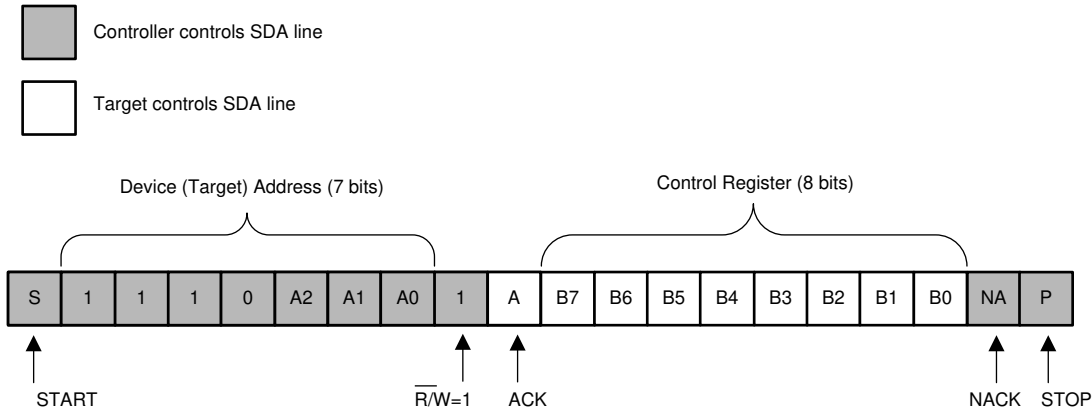 Controller controls SDA line
Target controls SDA line
Device (Target) Address (7 bits)
Control Register (8 bits)
S 1 1 1 0 A2 A1 A0 1 A B7 B6 B5 B4 B3 B2 B1 B0 NA P
START R/W=1 ACK NACK STOP